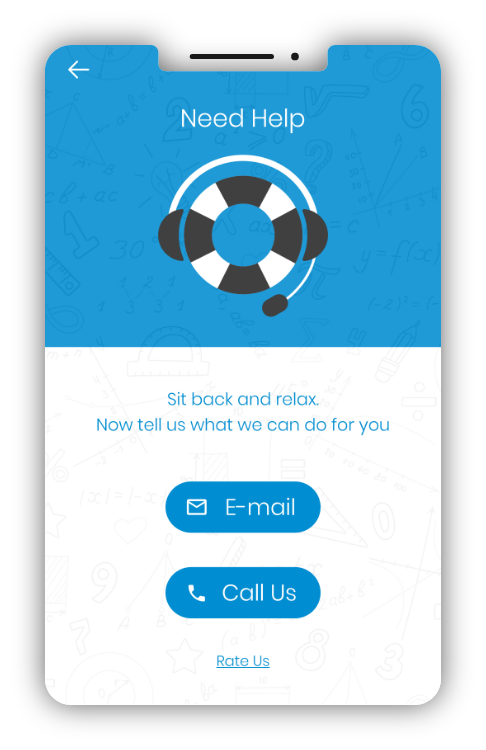 Need Help
Sit back and relax.
Now tell us what we can do for you
E-mail
Call Us
Rate Us